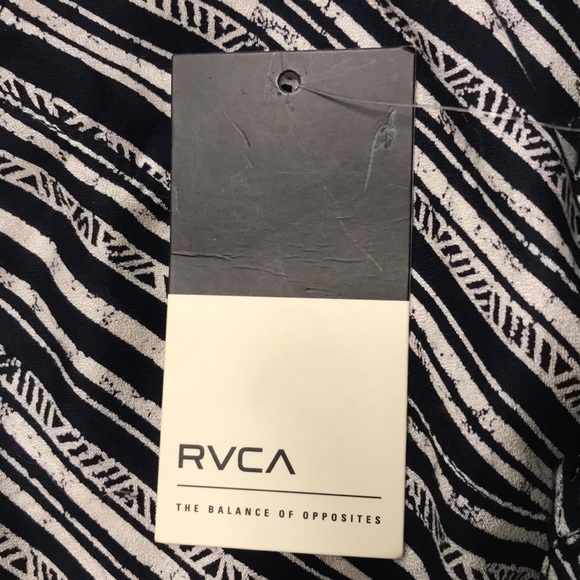 RVCA
THE BALANCE OF OPPOSITES